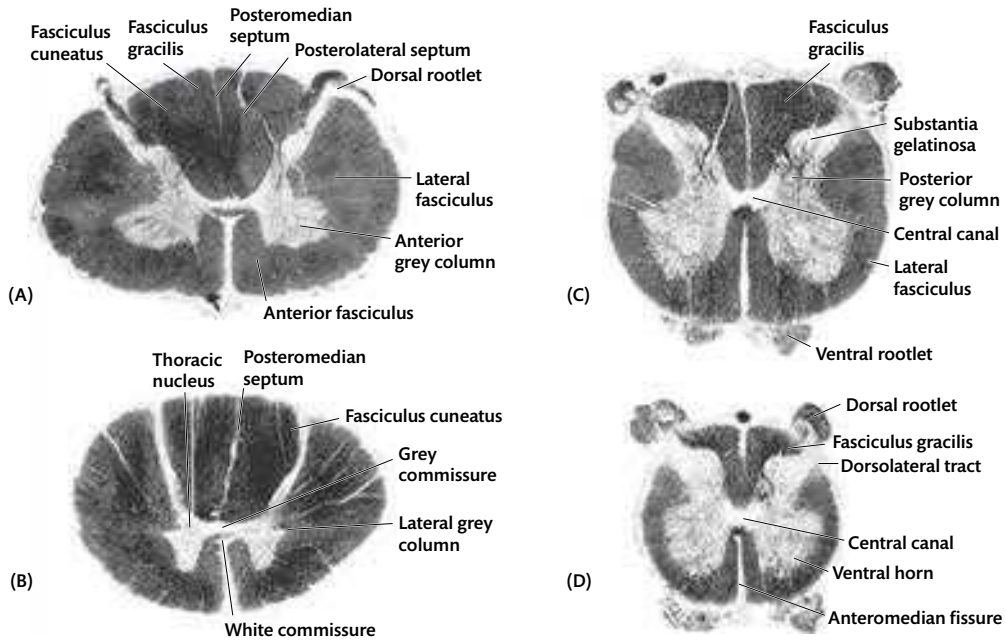 Fasciculus
cuneatus
Fasciculus
gracilis
Posteromedian
septum
Posterolateral septum
Dorsal rootlet
Lateral
fasciculus
Anterior
grey column
Anterior fasciculus
(A)
Thoracic
nucleus
Posteromedian
septum
Fasciculus cuneatus
Grey
commissure
Lateral grey
column
White commissure
(B)
Fasciculus
gracilis
Substantia
gelatinosa
Posterior
grey column
Central canal
Lateral
fasciculus
Ventral rootlet
(C)
Dorsal rootlet
Fasciculus gracilis
Dorsolateral tract
Central canal
Ventral horn
Anteromedian fissure
(D)